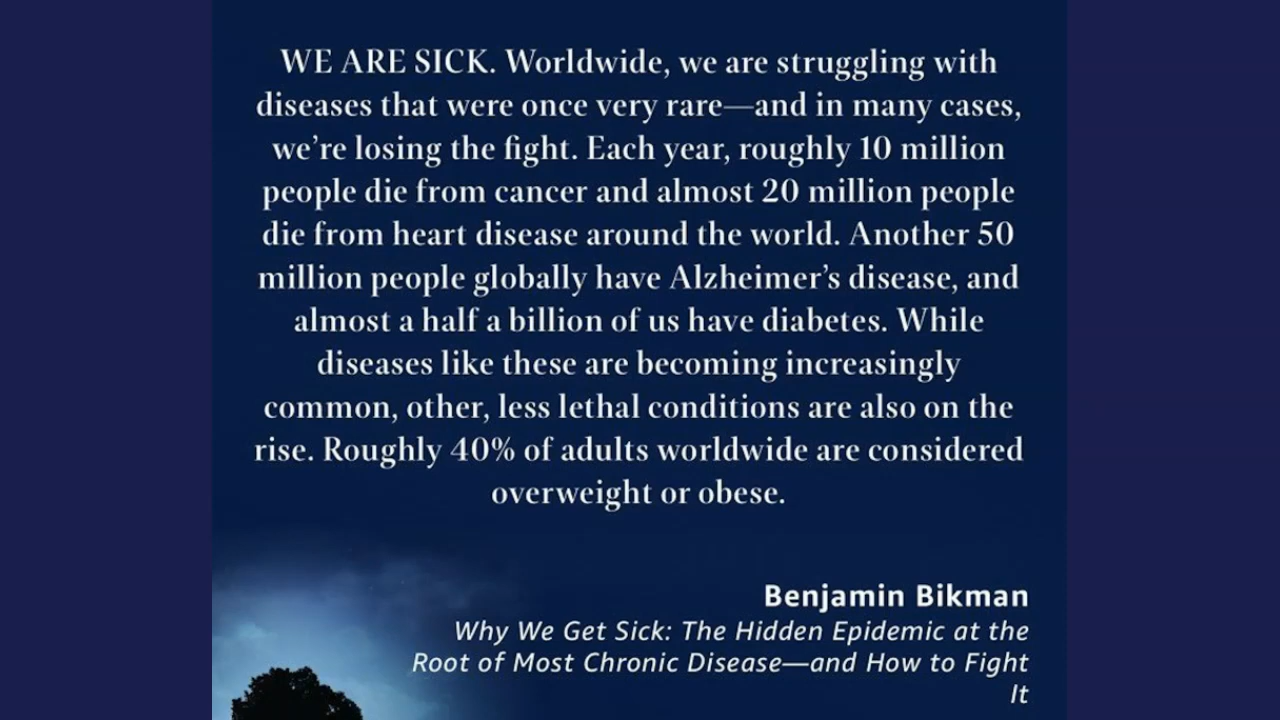 WE ARE SICK. Worldwide, we are struggling with
diseases that were once very rare—and in many cases,
we’re losing the fight. Each year, roughly 10 million
people die from cancer and almost 20 million people
die from heart disease around the world. Another 50
million people globally have Alzheimer’s disease, and
almost a half a billion of us have diabetes. While
diseases like these are becoming increasingly
common, other, less lethal conditions are also on the
rise. Roughly 40% of adults worldwide are considered
overweight or obese.
Benjamin Bikman
Why We Get Sick: The Hidden Epidemic at the
Root of Most Chronic Disease—and How to Fight
It